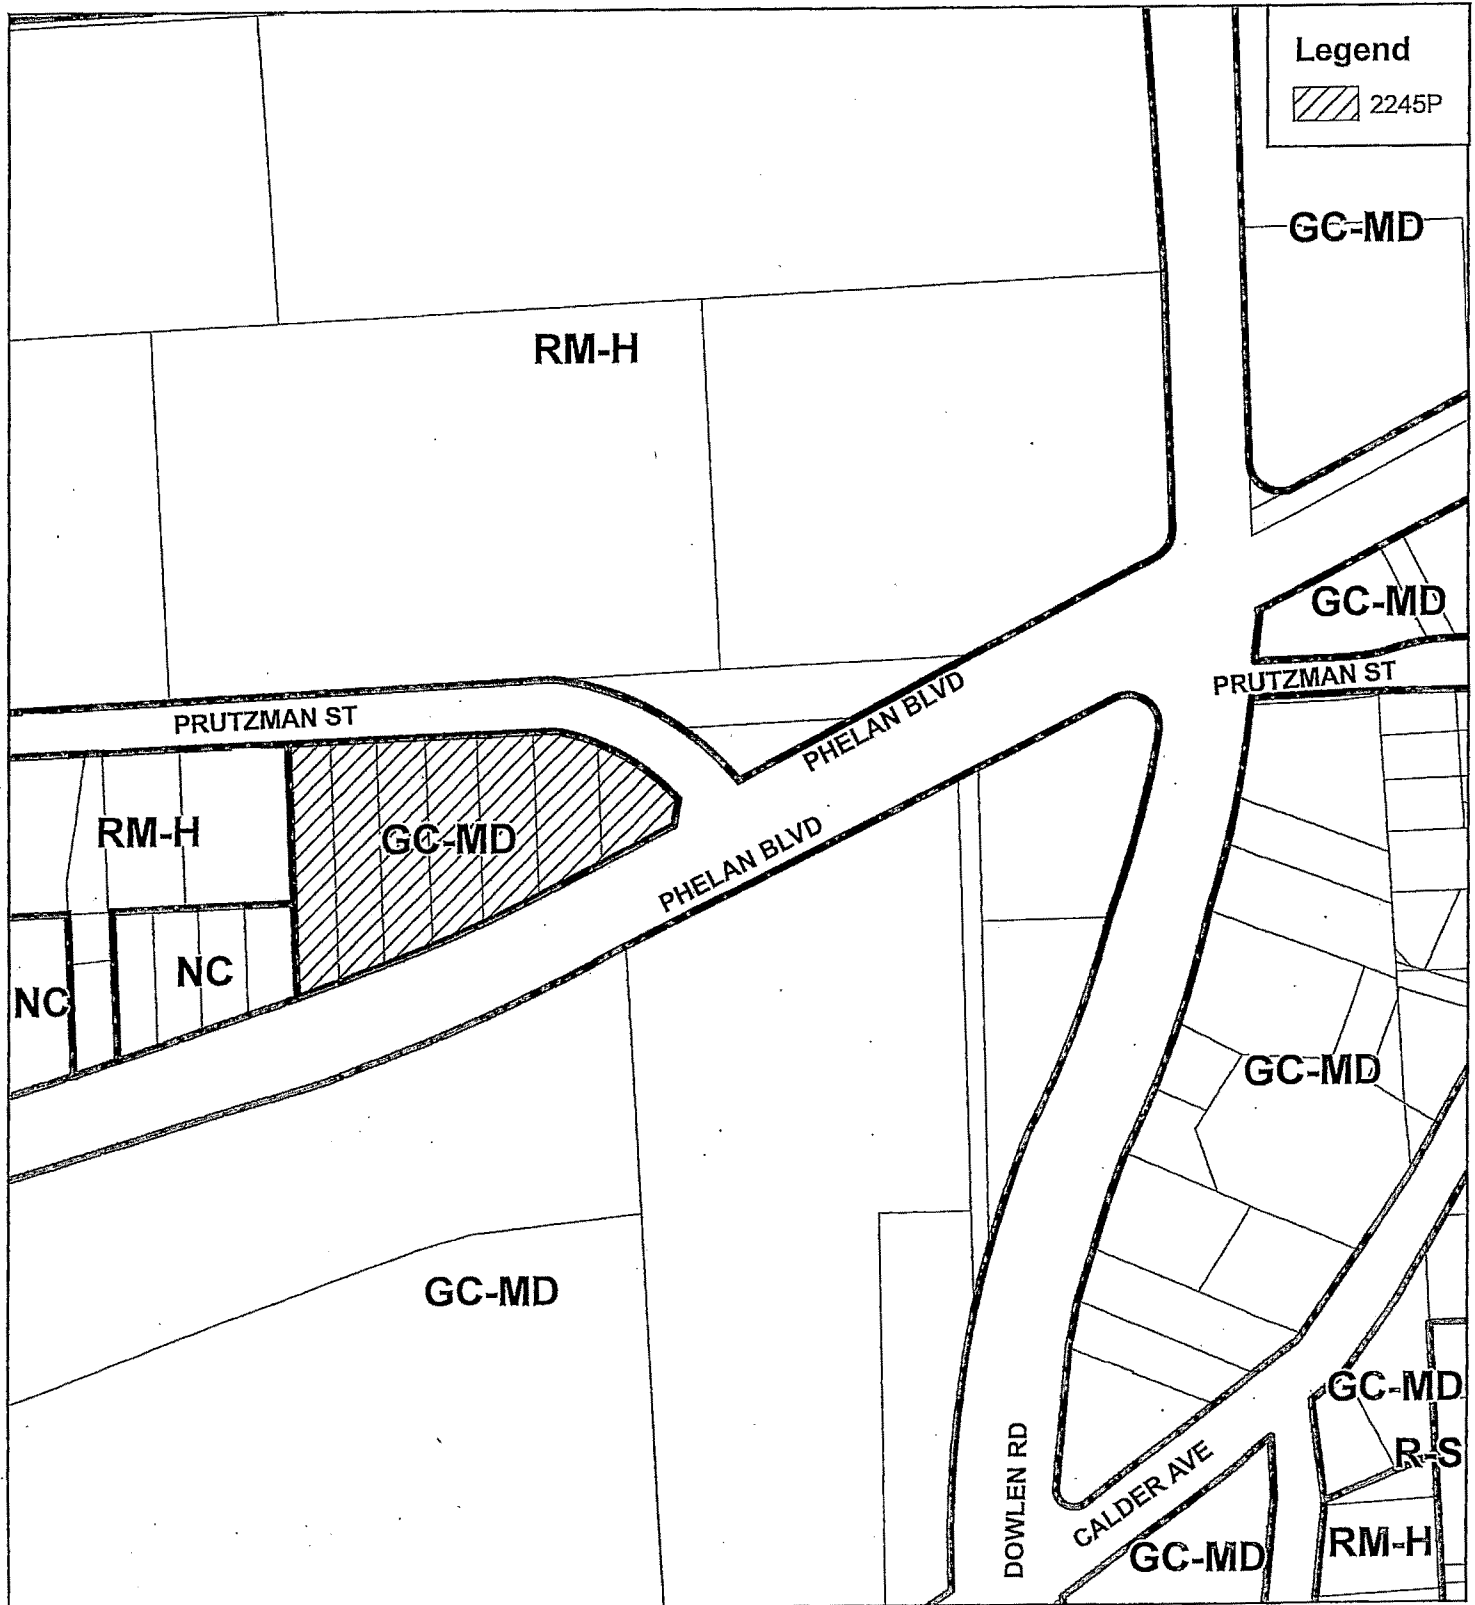 Legend
2245P
GC-MD
RM-H
GC-MD
PRUTZMAN ST
PHELAN BLVD
PRUTZMAN ST
RM-H
GC-MD
PHELAN BLVD
NC
NC
GC-MD
GC-MD
GC-MD
R-S
DOWLEN RD
CALDER AVE
GC-MD
RM-H